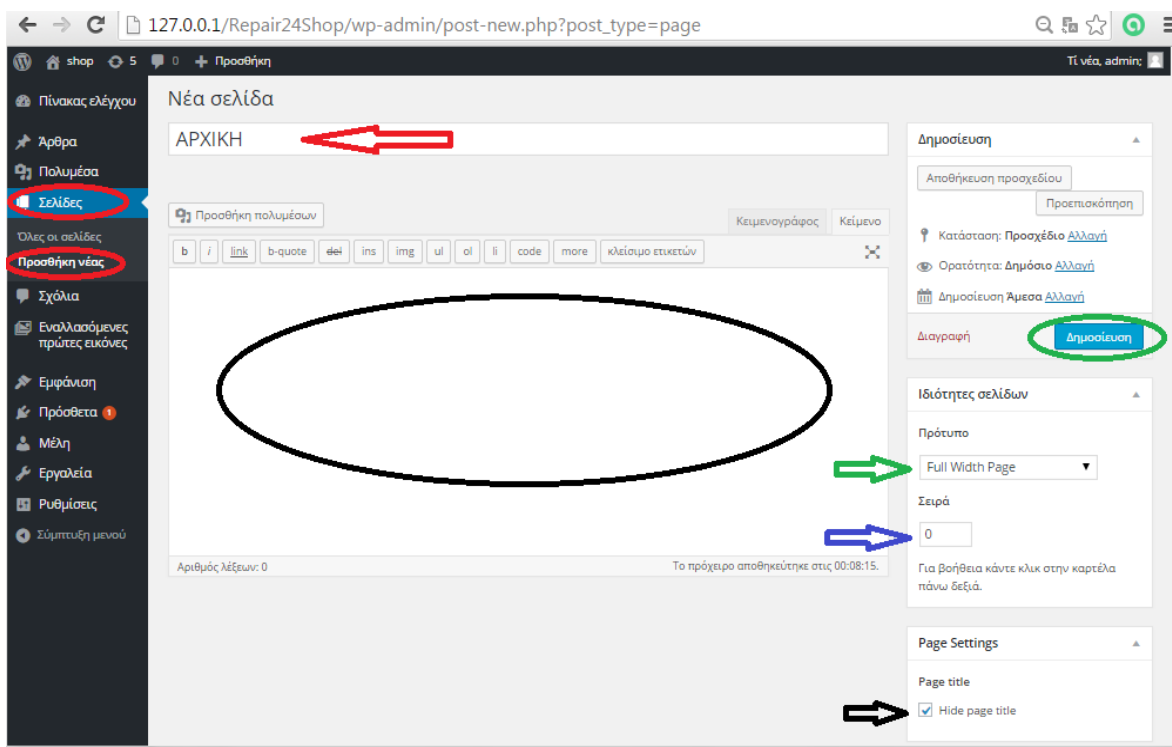 127.0.0.1/Repair24Shop/wp-admin/post-new.php?post_type=page
shop 5 0 + Προσθήκη Τί νέα, admin;
Πίνακας ελέγχου
Άρθρα
Πολυμέσα
Σελίδες
Όλες οι σελίδες
Προσθήκη νέας
Σχόλια
Εναλλασόμενες
πρώτες εικόνες
Εμφάνιση
Πρόσθετα 1
Μέλη
Εργαλεία
Ρυθμίσεις
Σύμπτυξη μενού
Νέα σελίδα
ΑΡΧΙΚΗ
Προσθήκη πολυμέσων
Κειμενογράφος Κείμενο
b i link b-quote del ins img ul ol li code more κλείσιμο ετικετών
Αριθμός λέξεων: 0 Το πρόχειρο αποθηκεύτηκε στις 00:08:15.
Δημοσίευση
Αποθήκευση προσχεδίου
Προεπισκόπηση
Κατάσταση: Προσχέδιο Αλλαγή
Ορατότητα: Δημόσιο Αλλαγή
Δημοσίευση Άμεσα Αλλαγή
Διαγραφή Δημοσίευση
Ιδιότητες σελίδων
Πρότυπο
Full Width Page
Σειρά
0
Για βοήθεια κάντε κλικ στην καρτέλα
πάνω δεξιά.
Page Settings
Page title
Hide page title